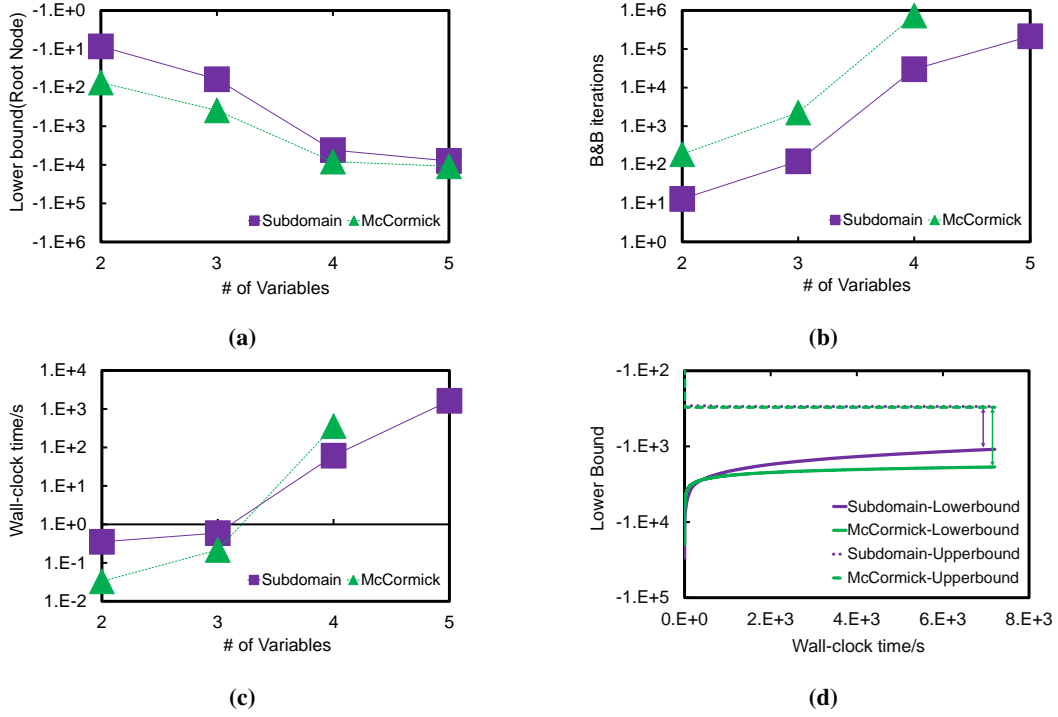 -1.E+0
-1.E+1
-1.E+2
-1.E+3
-1.E+4
-1.E+5
-1.E+6
Lower bound(Root Node)
Subdomain McCormick
2 3 4 5
# of Variables
(a)
1.E+6
1.E+5
1.E+4
1.E+3
1.E+2
1.E+1
1.E+0
B&B iterations
Subdomain McCormick
2 3 4 5
# of Variables
(b)
1.E+4
1.E+3
1.E+2
1.E+1
1.E+0
1.E-1
1.E-2
Wall-clock time/s
Subdomain McCormick
2 3 4 5
# of Variables
(c)
-1.E+2
-1.E+3
-1.E+4
-1.E+5
Lower Bound
Subdomain-Lowerbound
McCormick-Lowerbound
Subdomain-Upperbound
McCormick-Upperbound
0.E+0 2.E+3 4.E+3 6.E+3 8.E+3
Wall-clock time/s
(d)